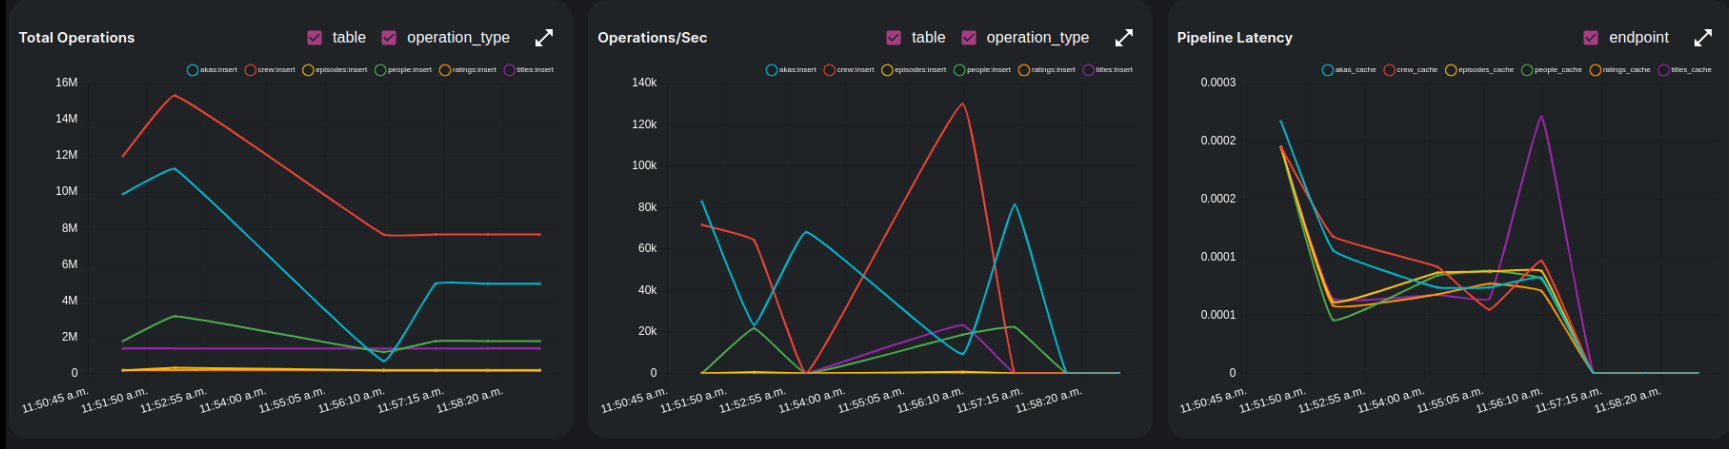 Total Operations table operation_type
akas:insert crew:insert episodes:insert people:insert ratings:insert titles:insert
16M
14M
12M
10M
8M
6M
4M
2M
0
11:50:45 a.m. 11:51:50 a.m. 11:52:55 a.m. 11:54:00 a.m. 11:55:05 a.m. 11:56:10 a.m. 11:57:15 a.m. 11:58:20 a.m.
Operations/Sec table operation_type
akas:insert crew:insert episodes:insert people:insert ratings:insert titles:insert
140k
120k
100k
80k
60k
40k
20k
0
11:50:45 a.m. 11:51:50 a.m. 11:52:55 a.m. 11:54:00 a.m. 11:55:05 a.m. 11:56:10 a.m. 11:57:15 a.m. 11:58:20 a.m.
Pipeline Latency endpoint
akas_cache crew_cache episodes_cache people_cache ratings_cache titles_cache
0.0003
0.0002
0.0002
0.0001
0.0001
0
11:50:45 a.m. 11:51:50 a.m. 11:52:55 a.m. 11:54:00 a.m. 11:55:05 a.m. 11:56:10 a.m. 11:57:15 a.m. 11:58:20 a.m.